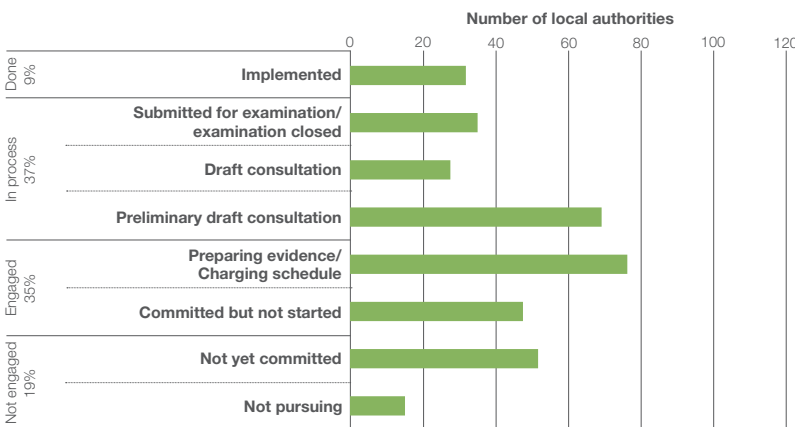 Number of local authorities
0 20 40 60 80 100 120
Done
9%
Implemented
In process
37%
Submitted for examination/
examination closed
Draft consultation
Preliminary draft consultation
Engaged
35%
Preparing evidence/
Charging schedule
Committed but not started
Not engaged
19%
Not yet committed
Not pursuing